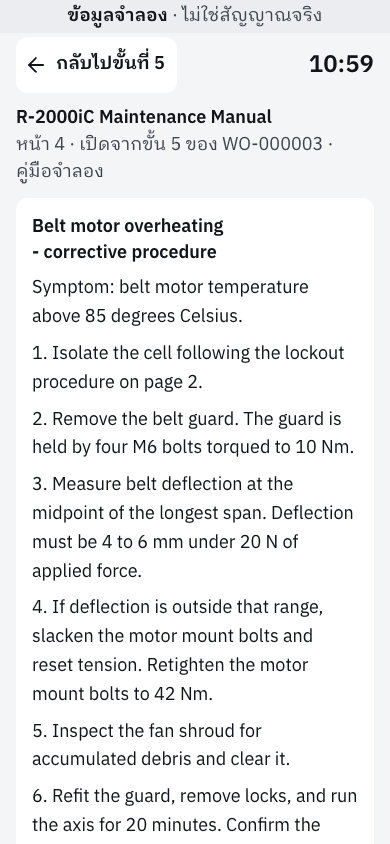 ข้อมูลจำลอง · ไม่ใช่สัญญาณจริง
← กลับไปขั้นที่ 5
10:59
R-2000iC Maintenance Manual
หน้า 4 · เปิดจากขั้น 5 ของ WO-000003 ·
คู่มือจำลอง
Belt motor overheating
- corrective procedure
Symptom: belt motor temperature
above 85 degrees Celsius.
1. Isolate the cell following the lockout
procedure on page 2.
2. Remove the belt guard. The guard is
held by four M6 bolts torqued to 10 Nm.
3. Measure belt deflection at the
midpoint of the longest span. Deflection
must be 4 to 6 mm under 20 N of
applied force.
4. If deflection is outside that range,
slacken the motor mount bolts and
reset tension. Retighten the motor
mount bolts to 42 Nm.
5. Inspect the fan shroud for
accumulated debris and clear it.
6. Refit the guard, remove locks, and run
the axis for 20 minutes. Confirm the